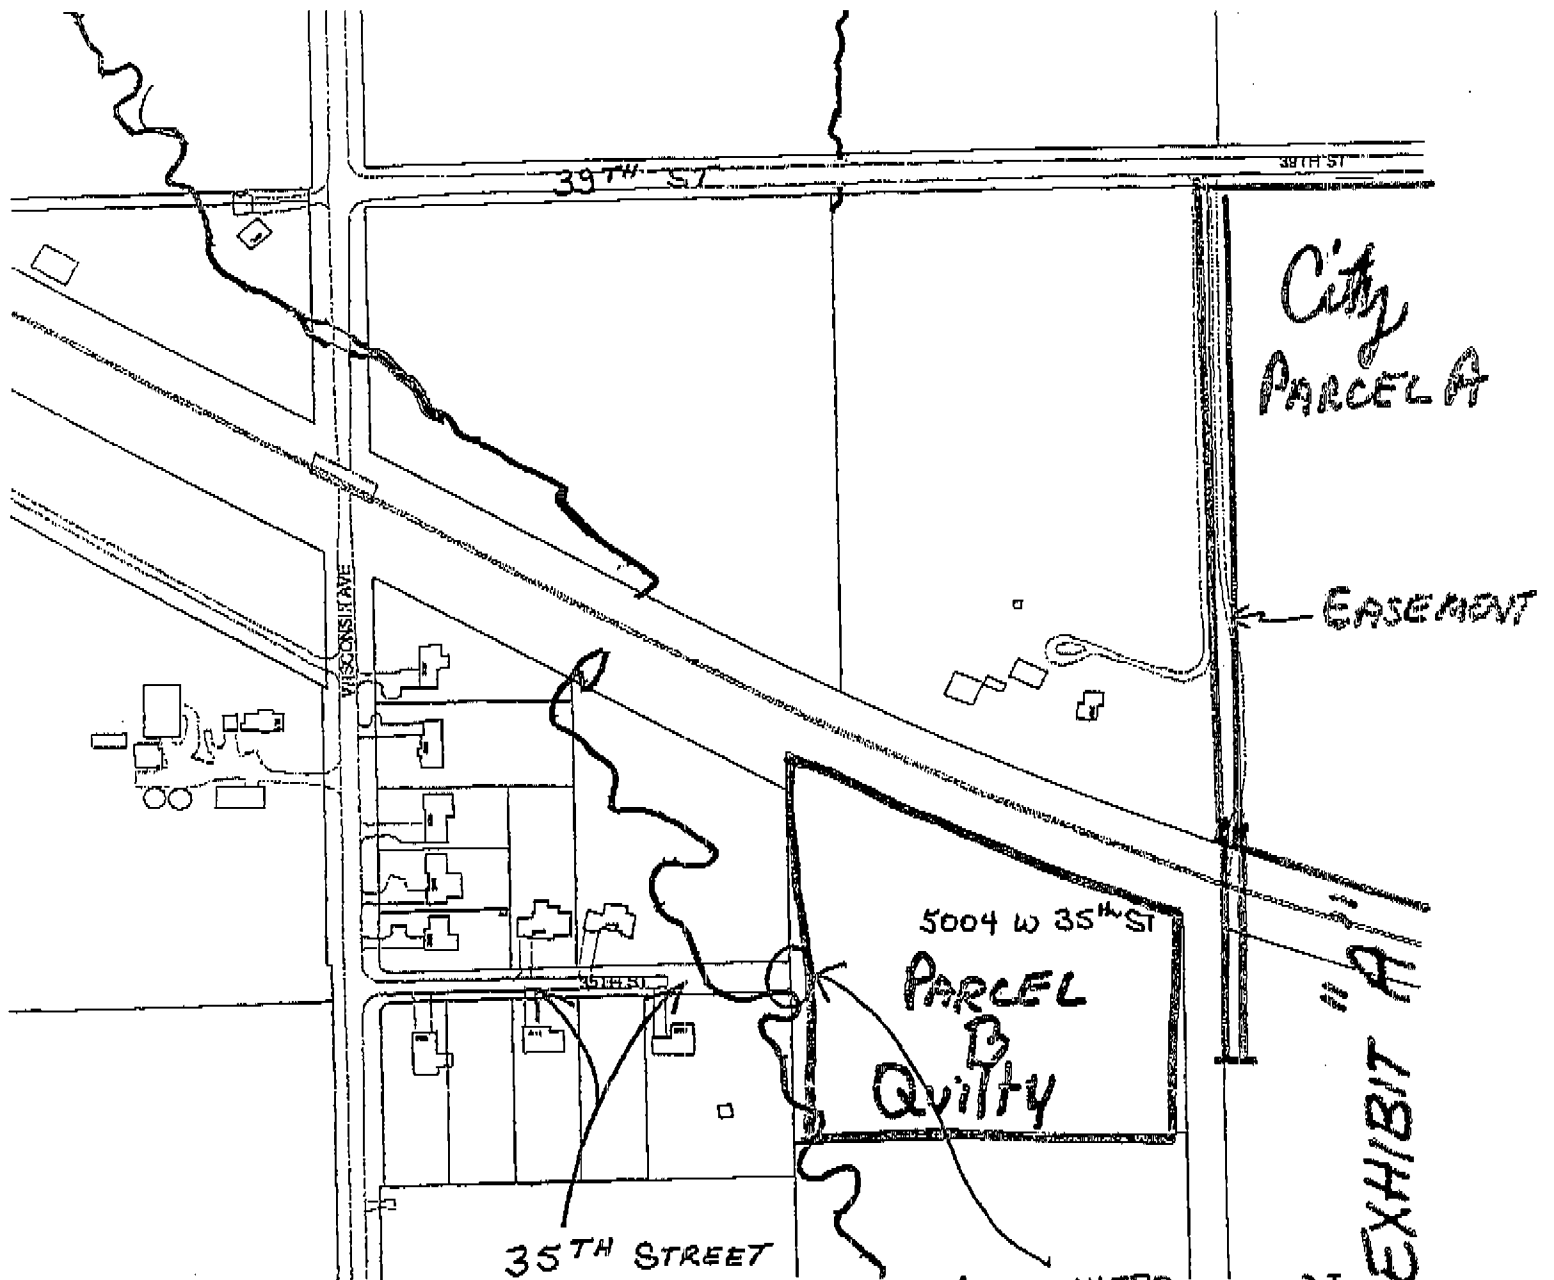 39TH ST
39TH ST
City
PARCEL A
EASEMENT
WISCONSIN AVE
5004 W 35TH ST
PARCEL
B
Quilty
35TH ST
35TH STREET
EXHIBIT "A"